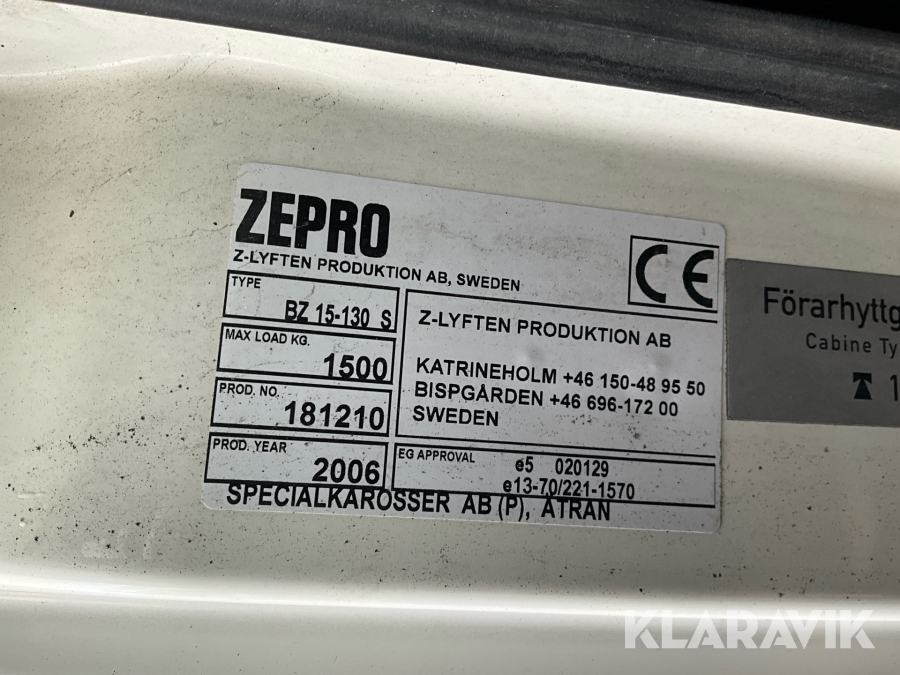 ZEPRO
Z-LYFTEN PRODUKTION AB, SWEDEN
CE
TYPE
BZ 15-130 S
MAX LOAD KG.
1500
PROD. NO.
181210
PROD. YEAR
2006
Z-LYFTEN PRODUKTION AB
KATRINEHOLM +46 150-48 95 50
BISPGÅRDEN +46 696-172 00
SWEDEN
EG APPROVAL
e5 020129
e13-70/221-1570
SPECIALKAROSSER AB (P), ÄTRAN
Förarhyttg
Cabine Ty
1
KLARAVIK